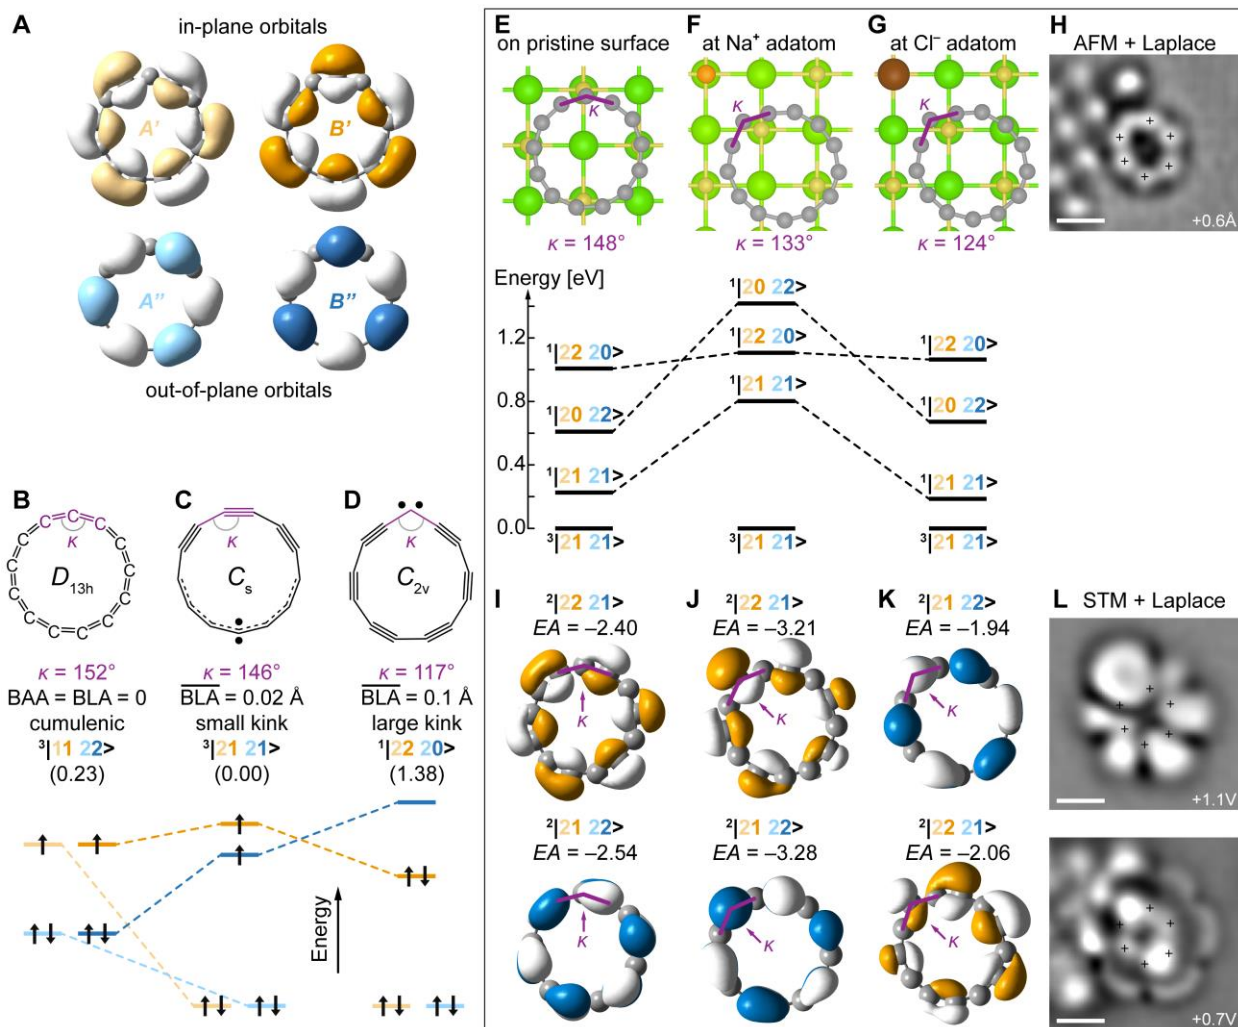 A
in-plane orbitals
A'
B'
A''
B''
out-of-plane orbitals
B
C
C
C
C
C
C
C
C
C
C
C
C
C
C
κ
D13h
κ = 152°
BAA = BLA = 0
cumulenic
³|11 22>
(0.23)
C
κ
Cs
κ = 146°
BLA = 0.02 Å
small kink
³|21 21>
(0.00)
D
κ
C2v
κ = 117°
BLA = 0.1 Å
large kink
¹|22 20>
(1.38)
Energy
E
on pristine surface
κ
κ = 148°
F
at Na⁺ adatom
κ
κ = 133°
G
at Cl⁻ adatom
κ
κ = 124°
H
AFM + Laplace
+0.6Å
Energy [eV]
1.2
0.8
0.4
0.0
¹|22 20>
¹|20 22>
¹|21 21>
³|21 21>
¹|20 22>
¹|22 20>
¹|21 21>
³|21 21>
¹|22 20>
¹|20 22>
¹|21 21>
³|21 21>
I
²|22 21>
EA = –2.40
κ
²|21 22>
EA = –2.54
κ
J
²|22 21>
EA = –3.21
κ
²|21 22>
EA = –3.28
κ
K
²|21 22>
EA = –1.94
κ
²|22 21>
EA = –2.06
κ
L
STM + Laplace
+1.1V
+0.7V